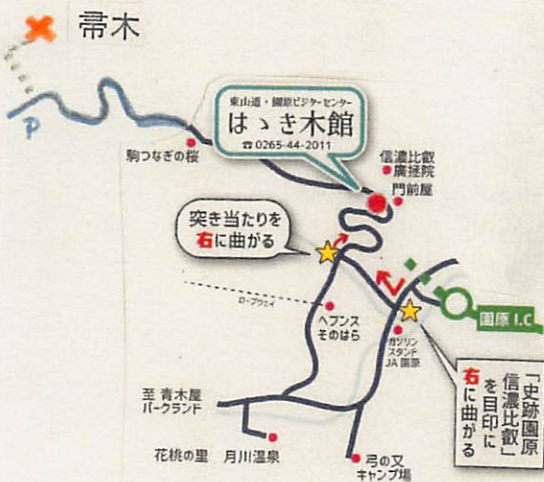 帚木
P
東山道・園原ビジターセンター
はゝき木館
☎ 0265-44-2011
駒つなぎの桜
信濃比叡
廣拯院
門前屋
突き当たりを
右に曲がる
ロープウェイ
ヘブンス
そのはら
ガソリン
スタンド
JA 園原
園原 I.C
「史跡園原
信濃比叡」
を目印に
右に曲がる
至 青木屋
パークランド
花桃の里
月川温泉
弓の又
キャンプ場